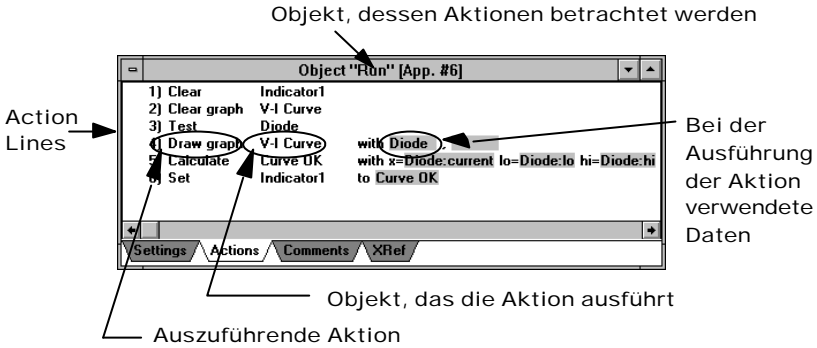 Objekt, dessen Aktionen betrachtet werden
Object "Run" [App. #6]
1) Clear Indicator1
2) Clear graph V-I Curve
3) Test Diode
4) Draw graph V-I Curve with Diode ,
5) Calculate Curve OK with x=Diode:current lo=Diode:lo hi=Diode:hi
6) Set Indicator1 to Curve OK
Action
Lines
Bei der
Ausführung
der Aktion
verwendete
Daten
Settings Actions Comments XRef
Objekt, das die Aktion ausführt
Auszuführende Aktion